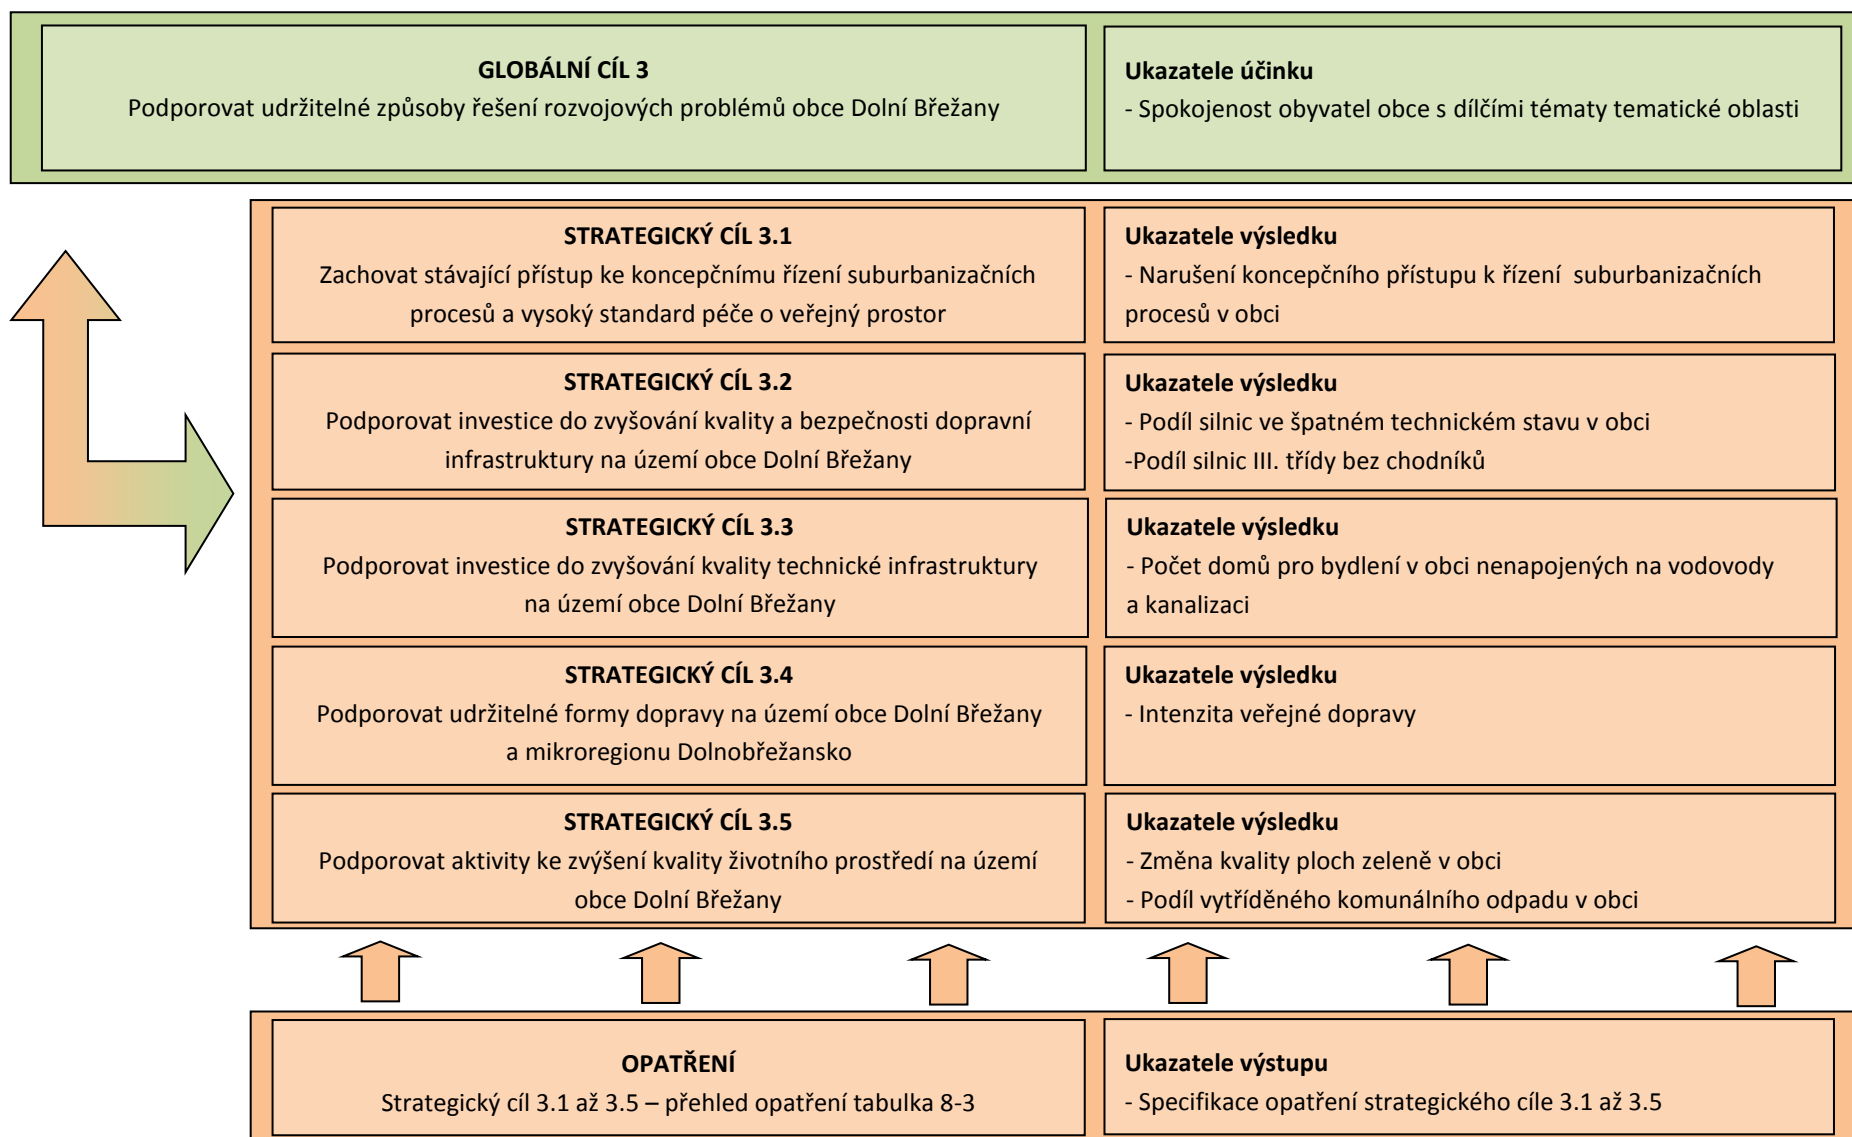 GLOBÁLNÍ CÍL 3
Podporovat udržitelné způsoby řešení rozvojových problémů obce Dolní Břežany
Ukazatele účinku
- Spokojenost obyvatel obce s dílčími tématy tematické oblasti
STRATEGICKÝ CÍL 3.1
Zachovat stávající přístup ke koncepčnímu řízení suburbanizačních
procesů a vysoký standard péče o veřejný prostor
Ukazatele výsledku
- Narušení koncepčního přístupu k řízení  suburbanizačních
procesů v obci
STRATEGICKÝ CÍL 3.2
Podporovat investice do zvyšování kvality a bezpečnosti dopravní
infrastruktury na území obce Dolní Břežany
Ukazatele výsledku
- Podíl silnic ve špatném technickém stavu v obci
-Podíl silnic III. třídy bez chodníků
STRATEGICKÝ CÍL 3.3
Podporovat investice do zvyšování kvality technické infrastruktury
na území obce Dolní Břežany
Ukazatele výsledku
- Počet domů pro bydlení v obci nenapojených na vodovody
a kanalizaci
STRATEGICKÝ CÍL 3.4
Podporovat udržitelné formy dopravy na území obce Dolní Břežany
a mikroregionu Dolnobřežansko
Ukazatele výsledku
- Intenzita veřejné dopravy
STRATEGICKÝ CÍL 3.5
Podporovat aktivity ke zvýšení kvality životního prostředí na území
obce Dolní Břežany
Ukazatele výsledku
- Změna kvality ploch zeleně v obci
- Podíl vytříděného komunálního odpadu v obci
OPATŘENÍ
Strategický cíl 3.1 až 3.5 – přehled opatření tabulka 8-3
Ukazatele výstupu
- Specifikace opatření strategického cíle 3.1 až 3.5